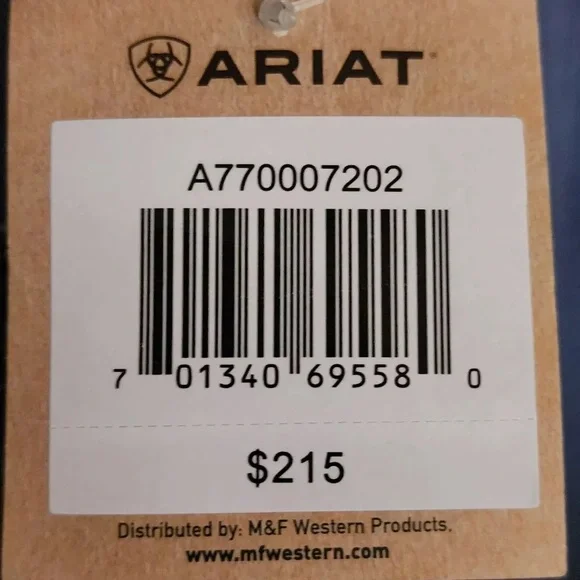 ARIAT
A770007202
7 01340 69558 0
$215
Distributed by: M&F Western Products.
www.mfwestern.com